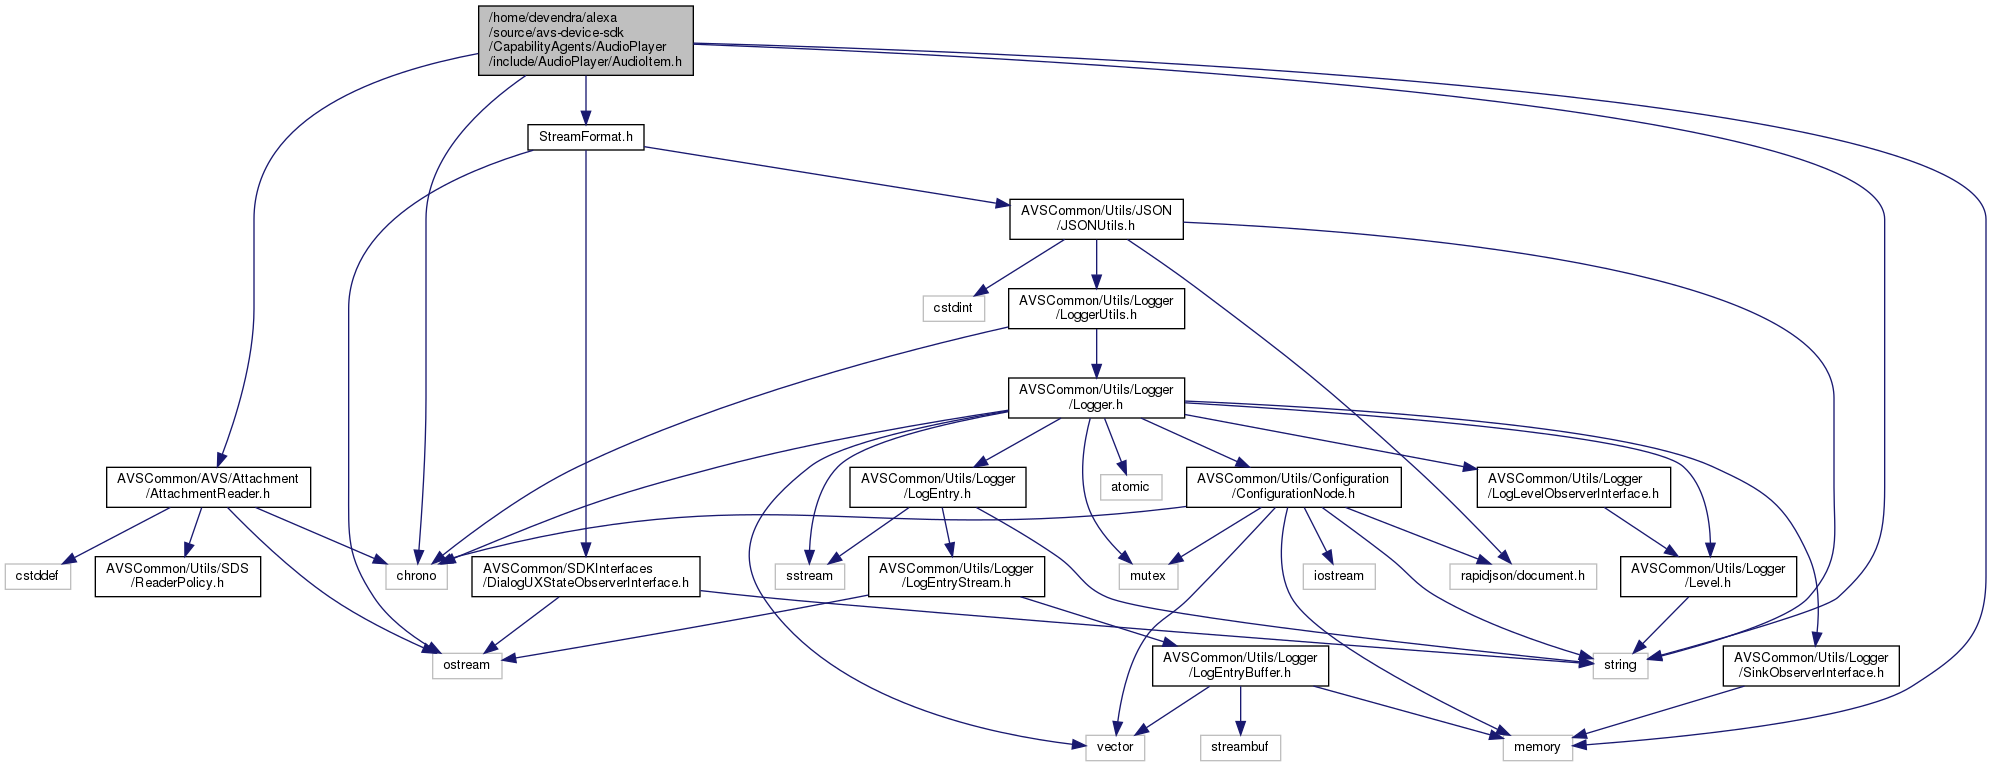 /home/devendra/alexa
/source/avs-device-sdk
/CapabilityAgents/AudioPlayer
/include/AudioPlayer/AudioItem.h
StreamFormat.h
AVSCommon/Utils/JSON
/JSONUtils.h
cstdint
AVSCommon/Utils/Logger
/LoggerUtils.h
AVSCommon/Utils/Logger
/Logger.h
AVSCommon/AVS/Attachment
/AttachmentReader.h
AVSCommon/Utils/Logger
/LogEntry.h
atomic
AVSCommon/Utils/Configuration
/ConfigurationNode.h
AVSCommon/Utils/Logger
/LogLevelObserverInterface.h
cstddef
AVSCommon/Utils/SDS
/ReaderPolicy.h
chrono
AVSCommon/SDKInterfaces
/DialogUXStateObserverInterface.h
sstream
AVSCommon/Utils/Logger
/LogEntryStream.h
mutex
iostream
rapidjson/document.h
AVSCommon/Utils/Logger
/Level.h
ostream
AVSCommon/Utils/Logger
/LogEntryBuffer.h
string
AVSCommon/Utils/Logger
/SinkObserverInterface.h
vector
streambuf
memory